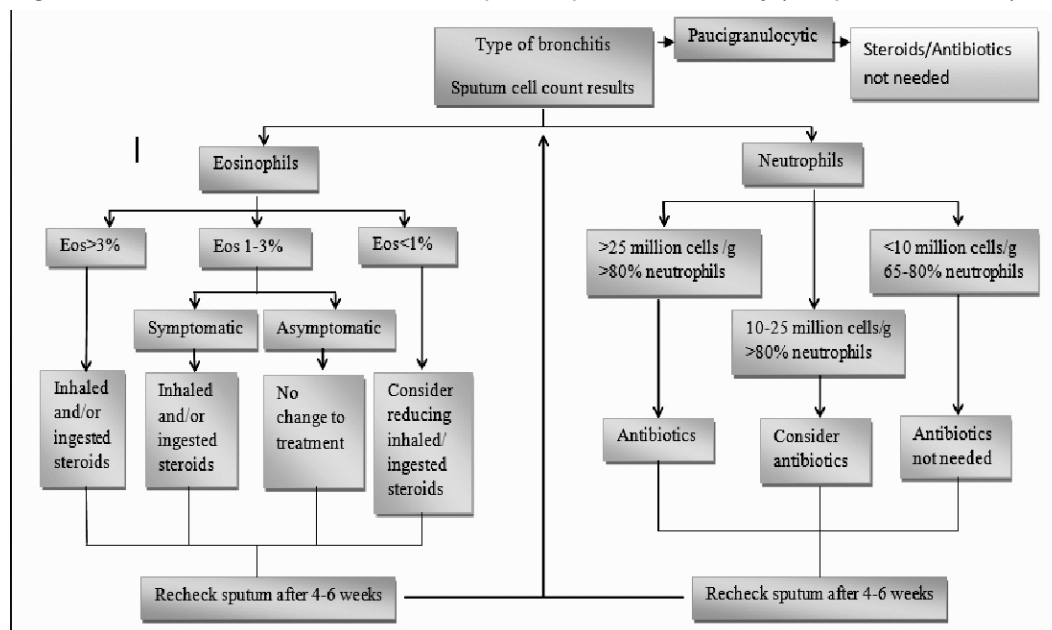 Type of bronchitis
Sputum cell count results
Paucigranulocytic
Steroids/Antibiotics
not needed
Eosinophils
Neutrophils
Eos>3%
Eos 1-3%
Eos<1%
>25 million cells /g
>80% neutrophils
<10 million cells/g
65-80% neutrophils
Symptomatic
Asymptomatic
10-25 million cells/g
>80% neutrophils
Inhaled
and/or
ingested
steroids
Inhaled
and/or
ingested
steroids
No
change to
treatment
Consider
reducing
inhaled/
ingested
steroids
Antibiotics
Consider
antibiotics
Antibiotics
not needed
Recheck sputum after 4-6 weeks
Recheck sputum after 4-6 weeks